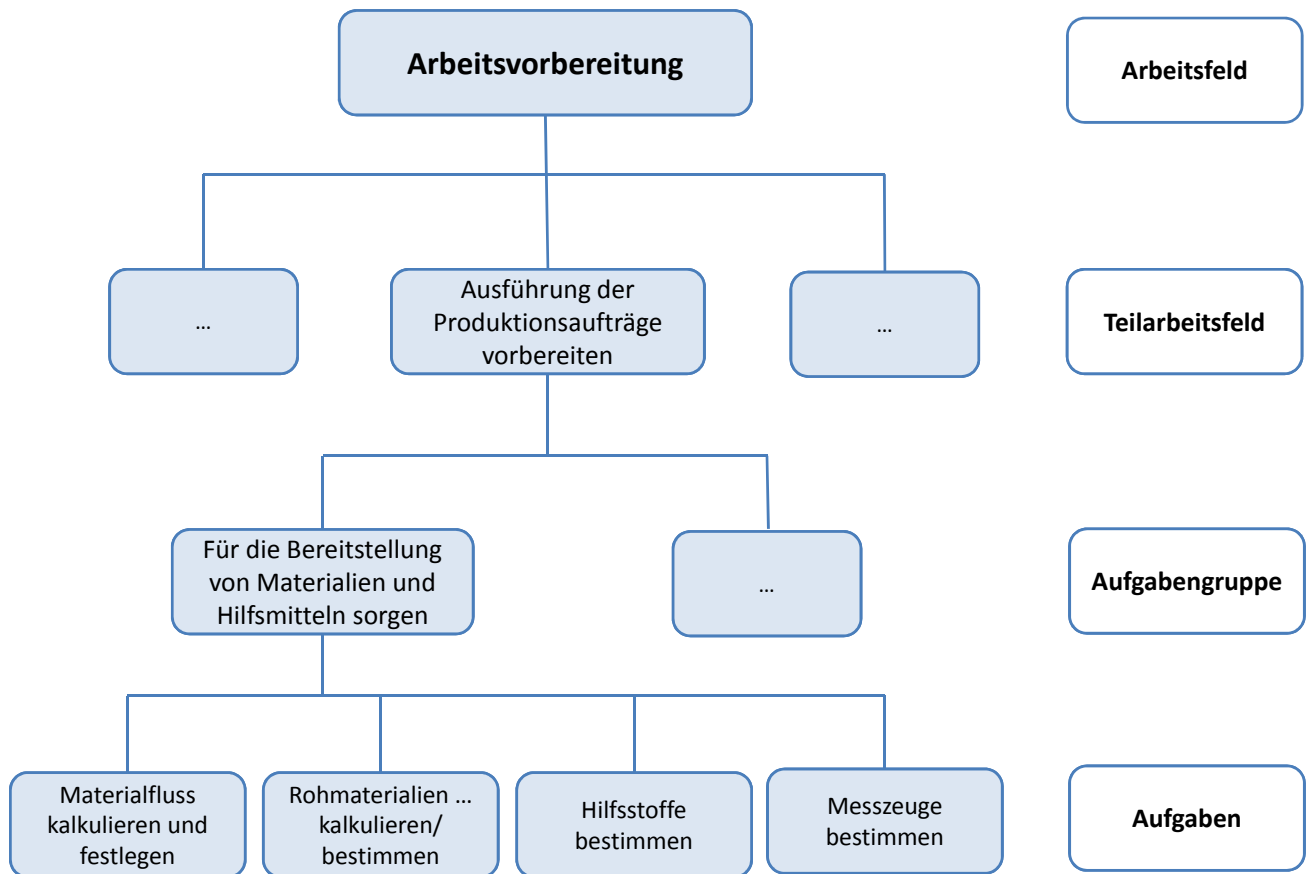 Arbeitsvorbereitung
Arbeitsfeld
...
Ausführung der
Produktionsaufträge
vorbereiten
...
Teilarbeitsfeld
Für die Bereitstellung
von Materialien und
Hilfsmitteln sorgen
...
Aufgabengruppe
Materialfluss
kalkulieren und
festlegen
Rohmaterialien ...
kalkulieren/
bestimmen
Hilfsstoffe
bestimmen
Messzeuge
bestimmen
Aufgaben